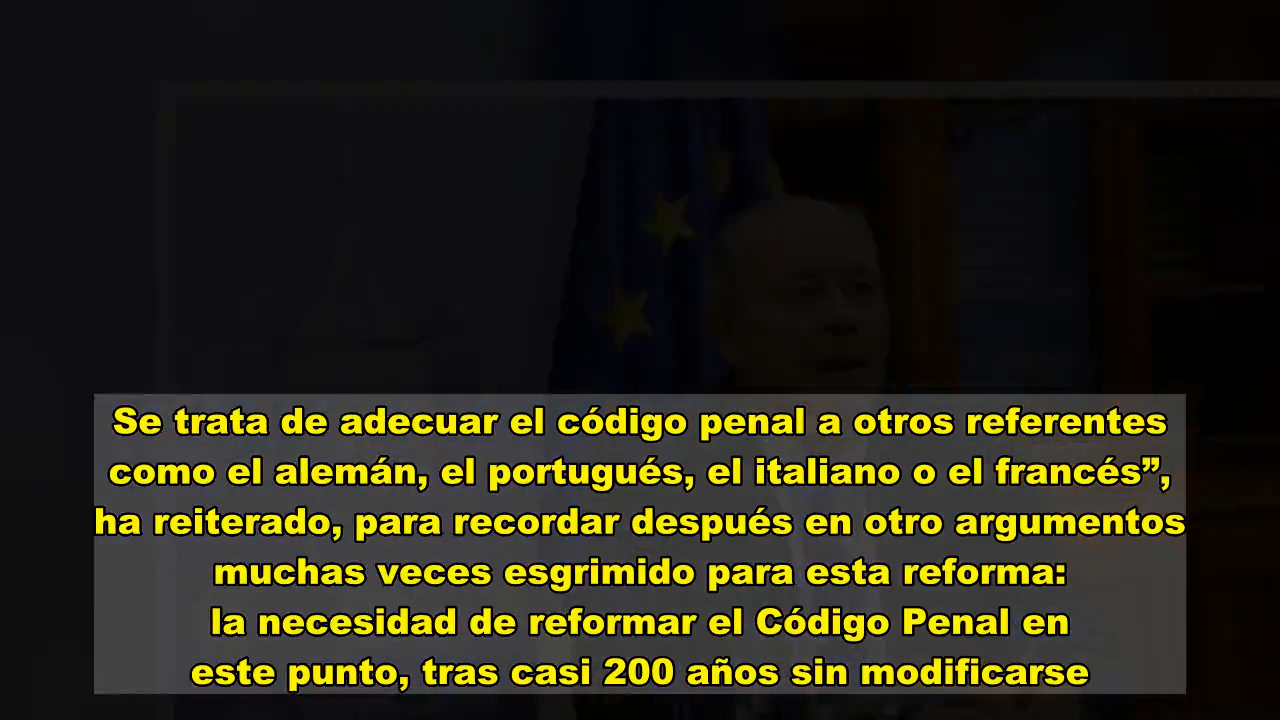 Se trata de adecuar el código penal a otros referentes
como el alemán, el portugués, el italiano o el francés”,
ha reiterado, para recordar después en otro argumentos
muchas veces esgrimido para esta reforma:
la necesidad de reformar el Código Penal en
este punto, tras casi 200 años sin modificarse